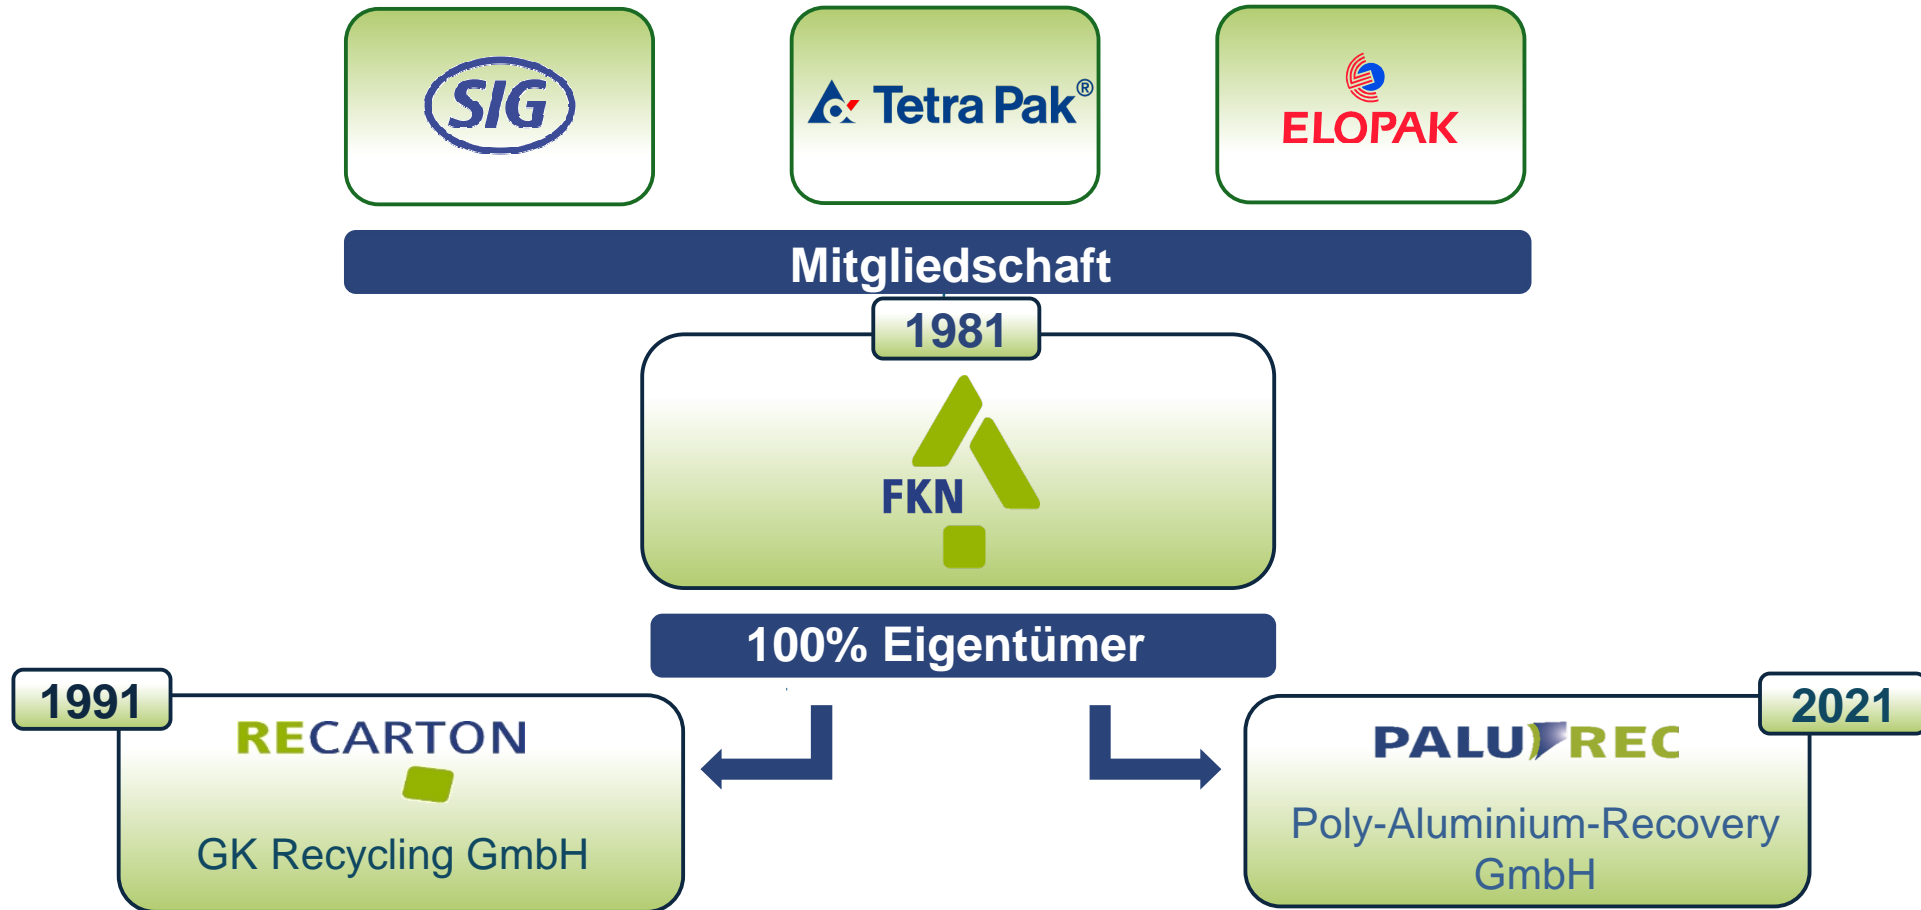 SIG
Tetra Pak®
ELOPAK
Mitgliedschaft
1981
FKN
100% Eigentümer
1991
RECARTON
GK Recycling GmbH
2021
PALUREC
Poly-Aluminium-Recovery
GmbH